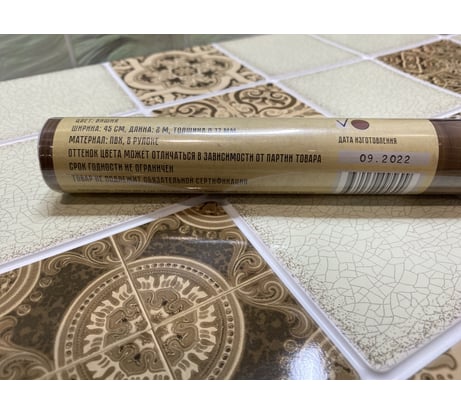 ЦВЕТ: ВИШНЯ
ШИРИНА: 45 СМ, ДЛИНА: 8 М, ТОЛЩИНА 0.12 ММ
МАТЕРИАЛ: ПВХ, В РУЛОНЕ
ОТТЕНОК ЦВЕТА МОЖЕТ ОТЛИЧАТЬСЯ В ЗАВИСИМОСТИ ОТ ПАРТИИ ТОВАРА
СРОК ГОДНОСТИ НЕ ОГРАНИЧЕН
ТОВАР НЕ ПОДЛЕЖИТ ОБЯЗАТЕЛЬНОЙ СЕРТИФИКАЦИИ
ДАТА ИЗГОТОВЛЕНИЯ
09.2022